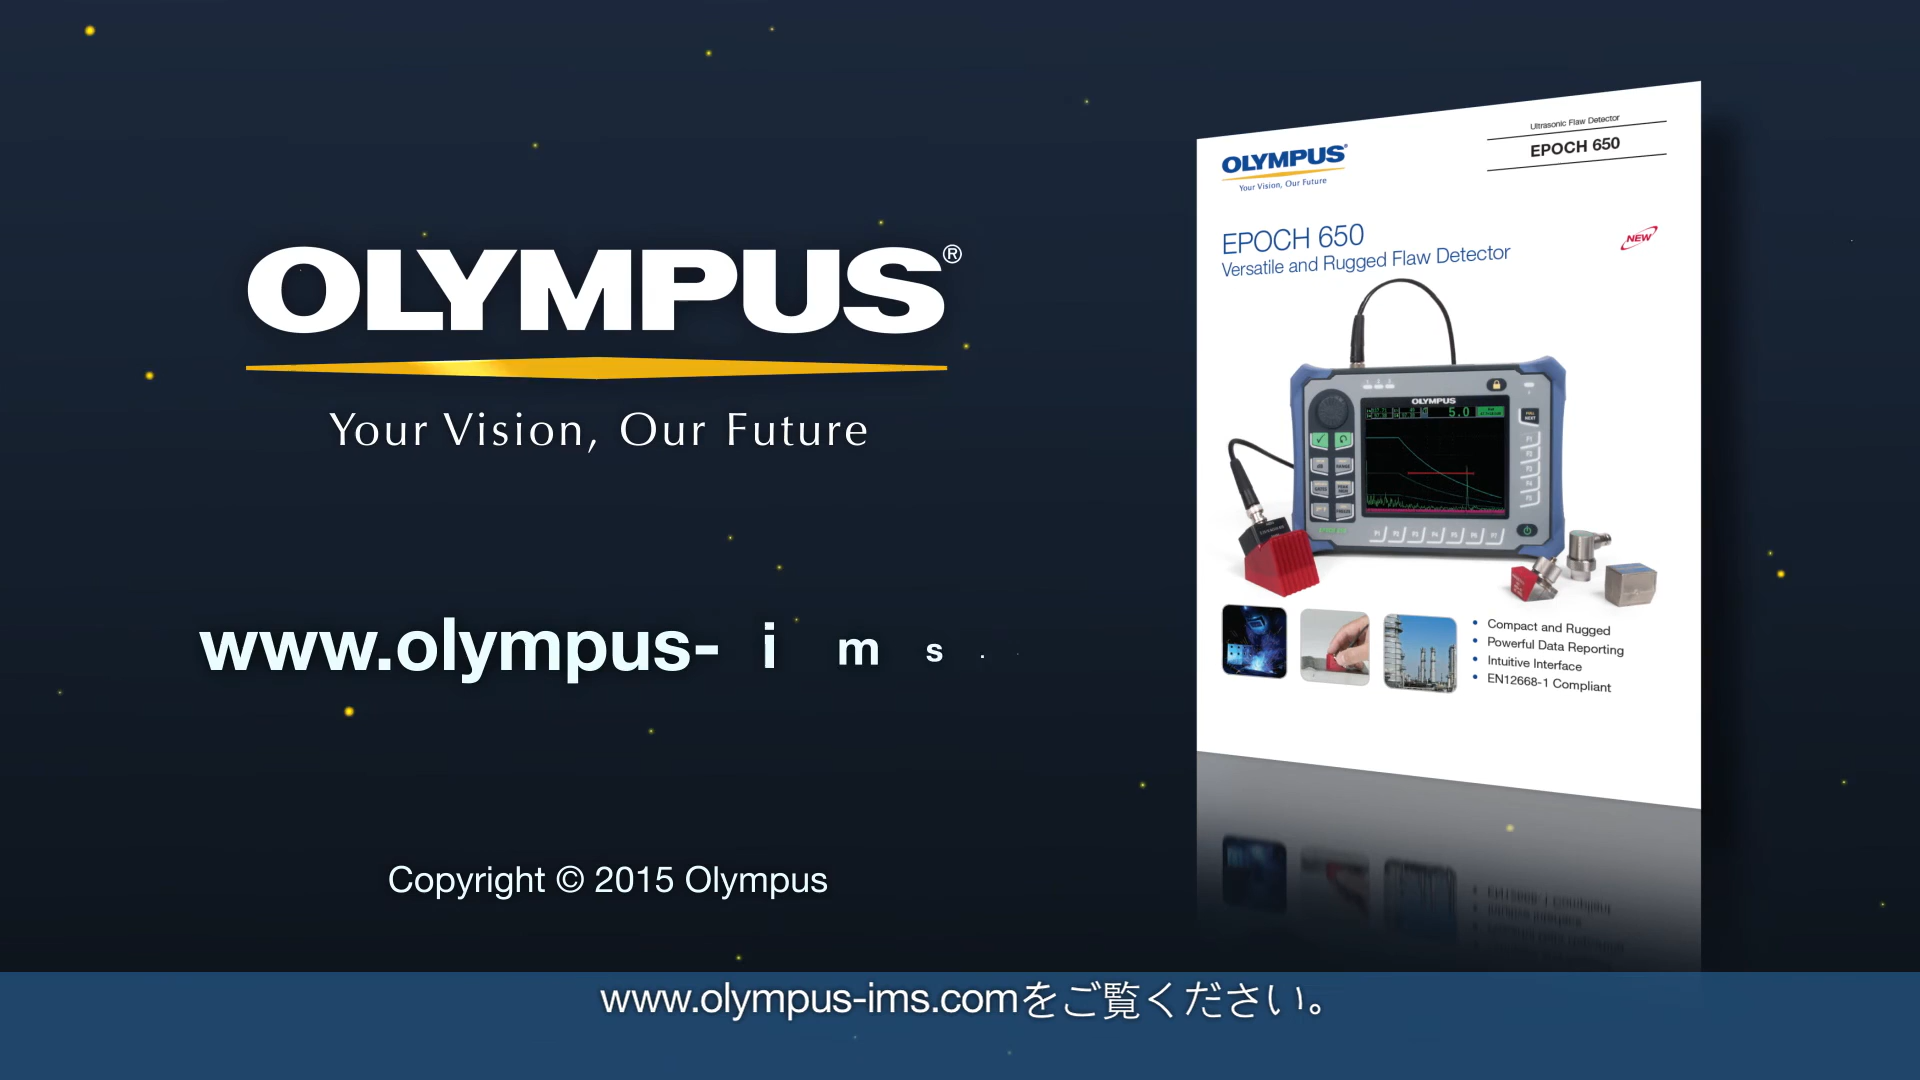 OLYMPUS®
Your Vision, Our Future
www.olympus-ims.
Copyright © 2015 Olympus
OLYMPUS®
Your Vision, Our Future
Ultrasonic Flaw Detector
EPOCH 650
EPOCH 650
Versatile and Rugged Flaw Detector
NEW
OLYMPUS
5.0
Compact and Rugged
Powerful Data Reporting
Intuitive Interface
EN12668-1 Compliant
www.olympus-ims.comをご覧ください。